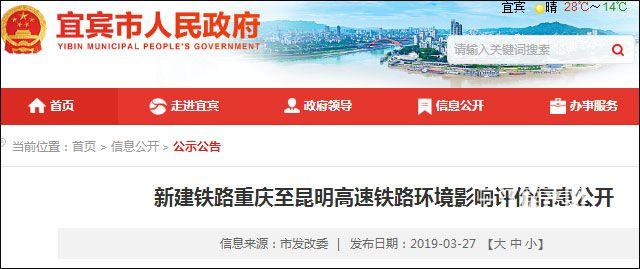 宜宾 晴 28℃~14℃
宜宾市人民政府
YIBIN MUNICIPAL PEOPLE'S GOVERNMENT
请输入关键词搜索
首页 走进宜宾 政府领导 信息公开 办事服务
当前位置：首页 > 信息公开 > 公示公告
新建铁路重庆至昆明高速铁路环境影响评价信息公开
信息来源：市发改委 | 发布日期：2019-03-27 【大 中 小】